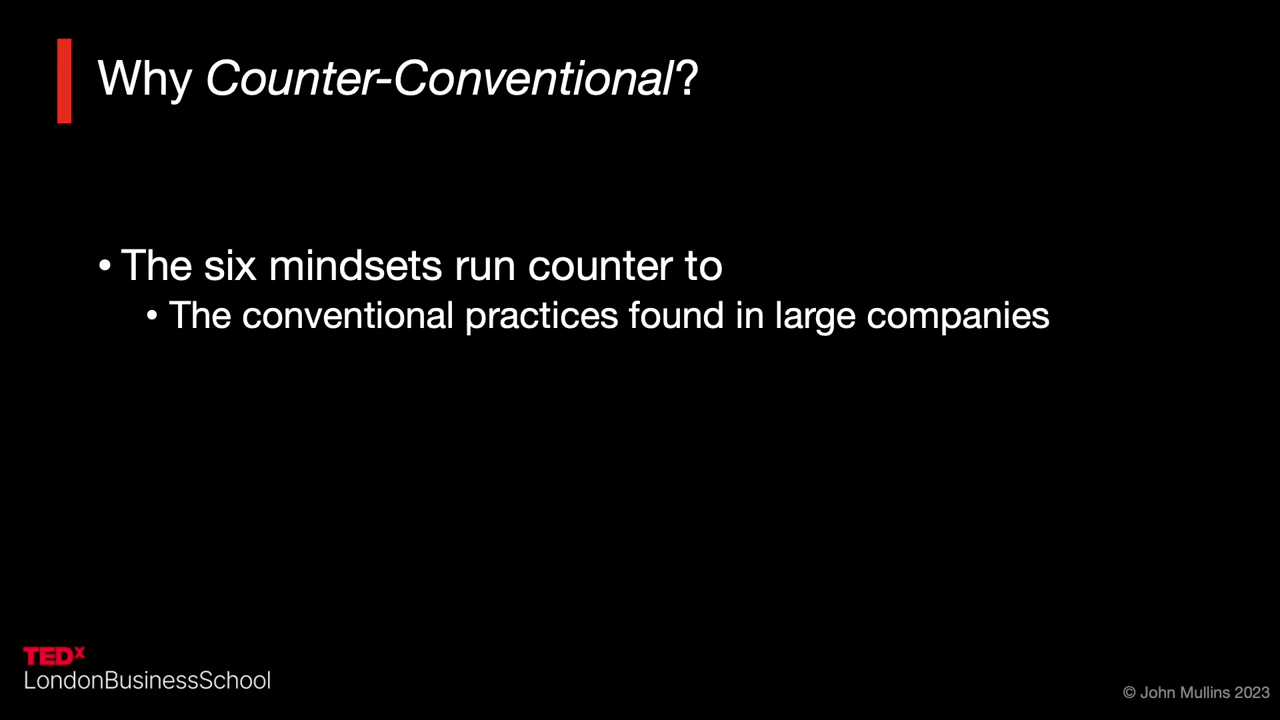 Why Counter-Conventional?
• The six mindsets run counter to
• The conventional practices found in large companies
TEDx
LondonBusinessSchool
© John Mullins 2023